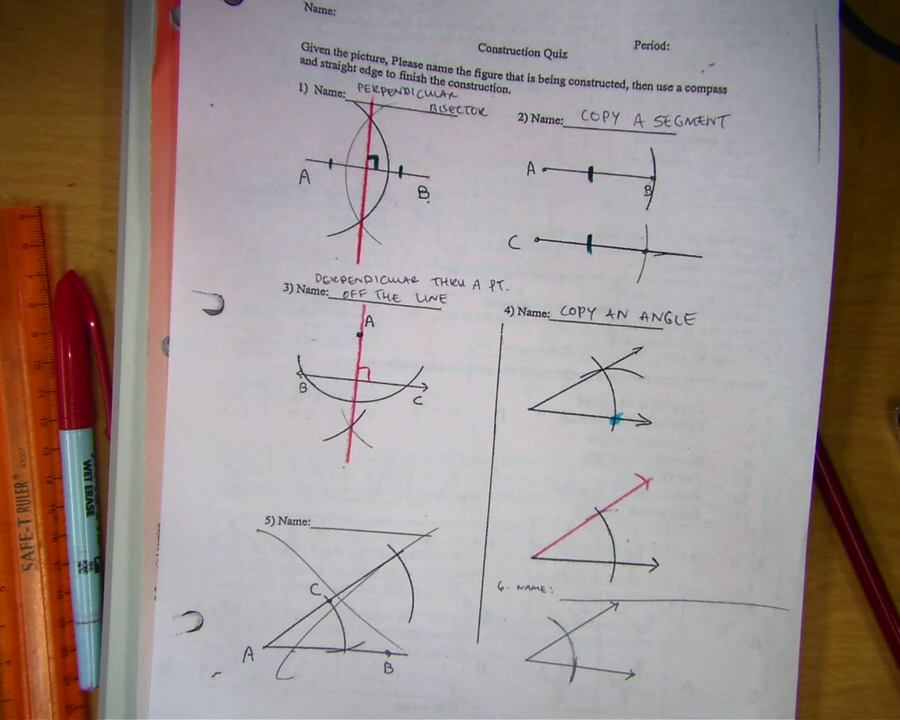 Name:
Construction Quiz Period:
Given the picture, Please name the figure that is being constructed, then use a compass
and straight edge to finish the construction.
1) Name: PERPENDICULAR
BISECTOR
2) Name: COPY A SEGMENT
A B
A B
C
PERPENDICULAR THRU A PT.
3) Name: OFF THE LINE
4) Name: COPY AN ANGLE
A
B C
5) Name:
C
A B
6. NAME:
SAFE-T RULER
WET ERASE